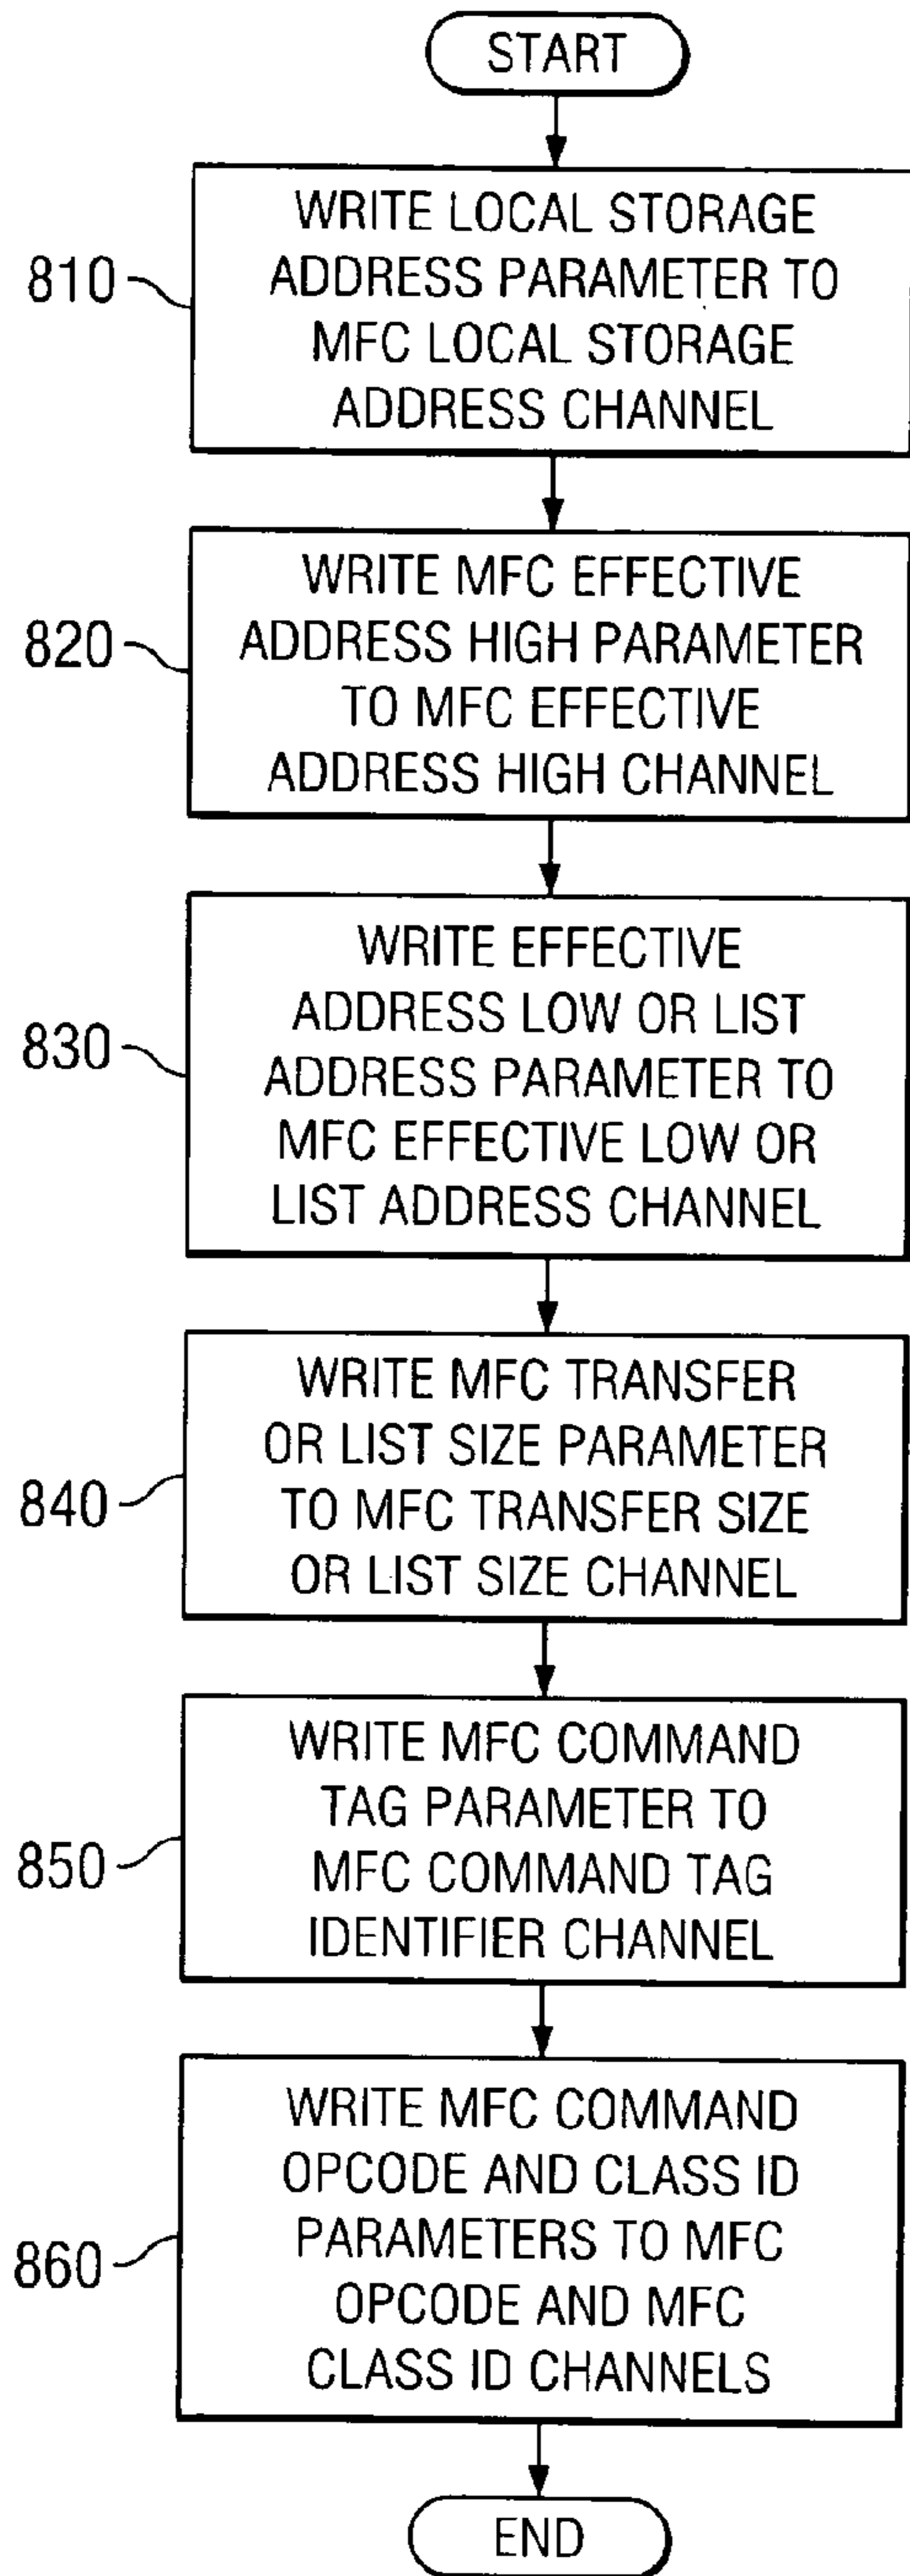 START
810
WRITE LOCAL STORAGE
ADDRESS PARAMETER TO
MFC LOCAL STORAGE
ADDRESS CHANNEL
820
WRITE MFC EFFECTIVE
ADDRESS HIGH PARAMETER
TO MFC EFFECTIVE
ADDRESS HIGH CHANNEL
830
WRITE EFFECTIVE
ADDRESS LOW OR LIST
ADDRESS PARAMETER TO
MFC EFFECTIVE LOW OR
LIST ADDRESS CHANNEL
840
WRITE MFC TRANSFER
OR LIST SIZE PARAMETER
TO MFC TRANSFER SIZE
OR LIST SIZE CHANNEL
850
WRITE MFC COMMAND
TAG PARAMETER TO
MFC COMMAND TAG
IDENTIFIER CHANNEL
860
WRITE MFC COMMAND
OPCODE AND CLASS ID
PARAMETERS TO MFC
OPCODE AND MFC
CLASS ID CHANNELS
END